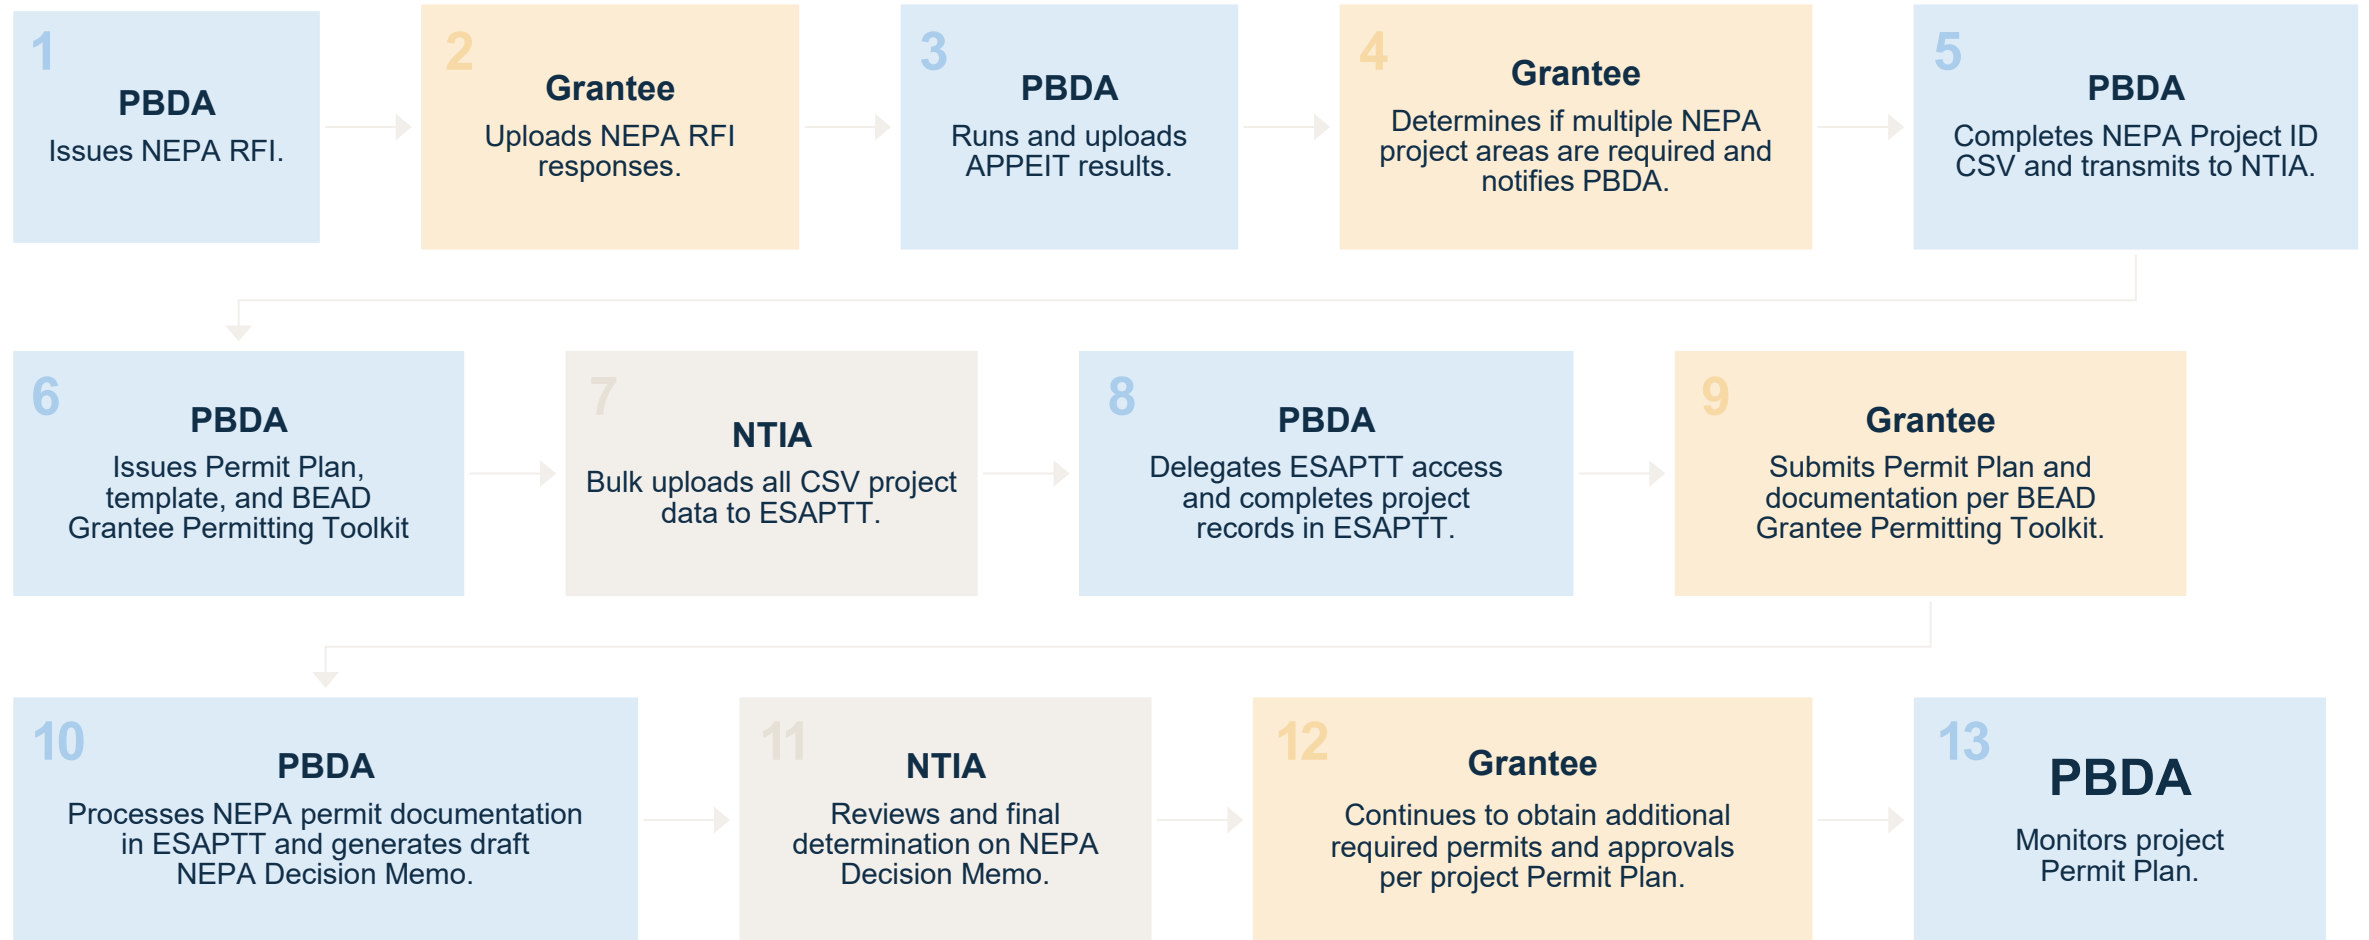 1
PBDA
Issues NEPA RFI.
2
Grantee
Uploads NEPA RFI
responses.
3
PBDA
Runs and uploads
APPEIT results.
4
Grantee
Determines if multiple NEPA
project areas are required and
notifies PBDA.
5
PBDA
Completes NEPA Project ID
CSV and transmits to NTIA.
6
PBDA
Issues Permit Plan,
template, and BEAD
Grantee Permitting Toolkit
7
NTIA
Bulk uploads all CSV project
data to ESAPTT.
8
PBDA
Delegates ESAPTT access
and completes project
records in ESAPTT.
9
Grantee
Submits Permit Plan and
documentation per BEAD
Grantee Permitting Toolkit.
10
PBDA
Processes NEPA permit documentation
in ESAPTT and generates draft
NEPA Decision Memo.
11
NTIA
Reviews and final
determination on NEPA
Decision Memo.
12
Grantee
Continues to obtain additional
required permits and approvals
per project Permit Plan.
13
PBDA
Monitors project
Permit Plan.